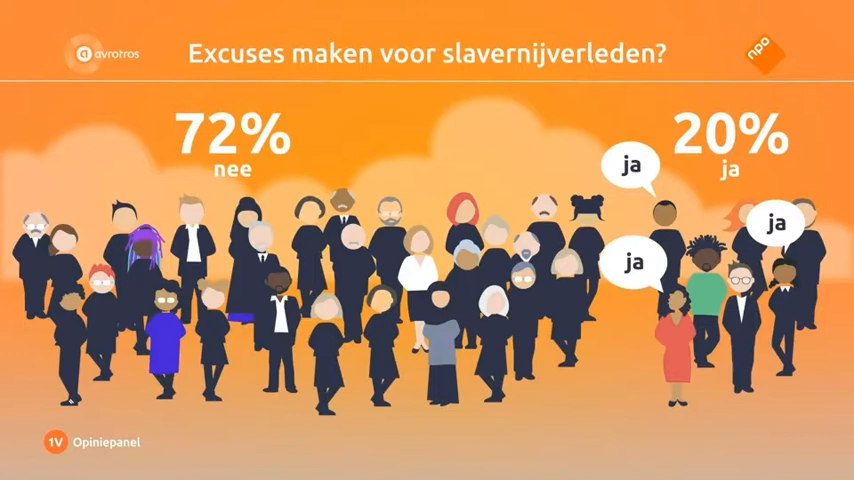 avrotros
Excuses maken voor slavernijverleden?
npo
72%
nee
20%
ja
ja
ja
ja
1V Opiniepanel